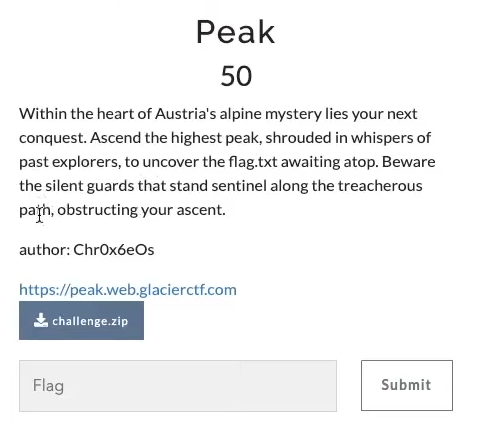 Peak
50
Within the heart of Austria's alpine mystery lies your next
conquest. Ascend the highest peak, shrouded in whispers of
past explorers, to uncover the flag.txt awaiting atop. Beware
the silent guards that stand sentinel along the treacherous
path, obstructing your ascent.
author: Chr0x6eOs
https://peak.web.glacierctf.com
challenge.zip
Flag
Submit